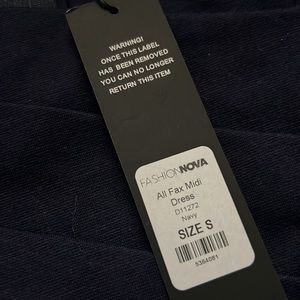 WARNING!
ONCE THIS LABEL
HAS BEEN REMOVED
YOU CAN NO LONGER
RETURN THIS ITEM
FASHIONNOVA
All Fax Midi
Dress
D11272
Navy
SIZE S
5364081